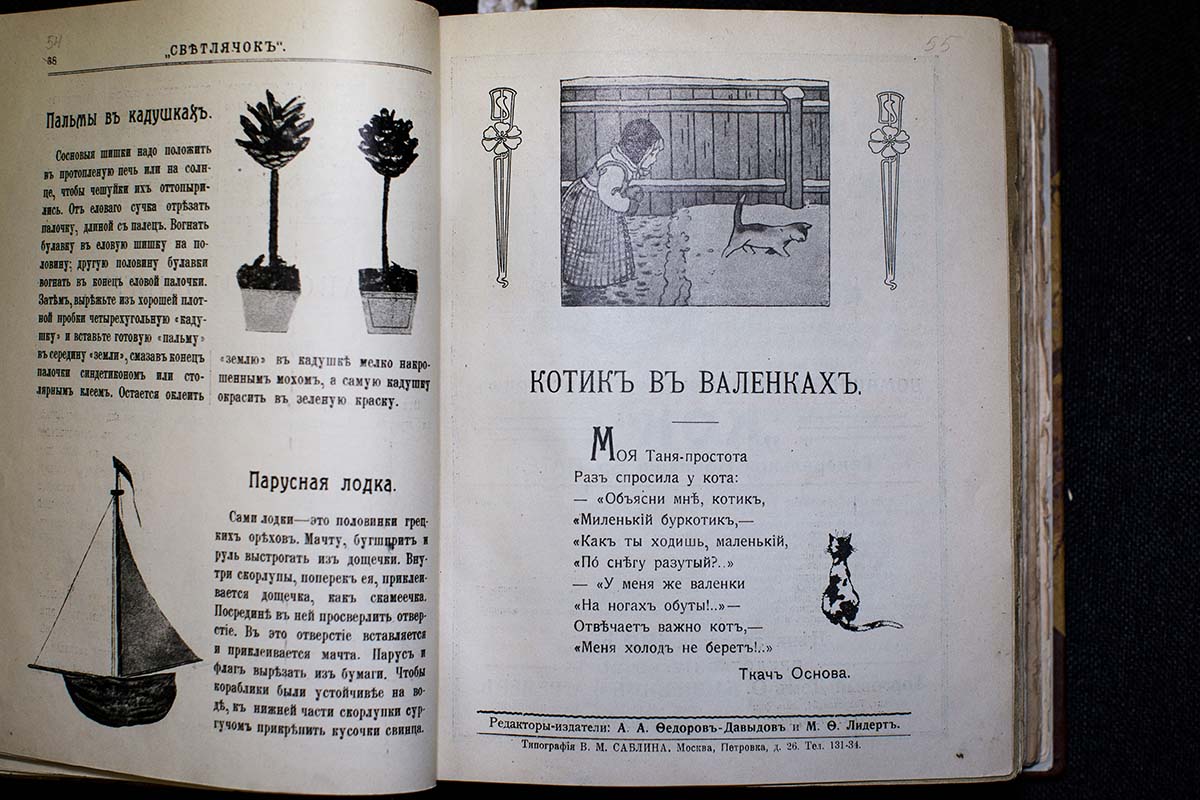 54
36
„СВѢТЛЯЧОКЪ“.
Пальмы въ кадушкахъ.
Сосновыя шишки надо положить
въ протопленую печь или на солн-
це, чтобы чешуйки ихъ оттопыри-
лись. Отъ еловаго сучка отрѣзать
палочку, длиной съ палецъ. Вогнать
булавку въ еловую шишку на по-
ловину; другую половину булавки
вогнать въ конецъ еловой палочки.
Затѣмъ, вырѣжьте изъ хорошей плот-
ной пробки четырехугольную «каду-
шку» и вставьте готовую «пальму»
въ середину «земли», смазавъ конецъ
палочки синдетикономъ или сто-
лярнымъ клеемъ. Остается оклеить
«землю» въ кадушкѣ мелко накро-
шеннымъ мохомъ, а самую кадушку
окрасить въ зеленую краску.
Парусная лодка.
Сами лодки—это половинки грец-
кихъ орѣховъ. Мачту, бугшпритъ и
руль выстрогать изъ дощечки. Вну-
три скорлупы, поперекъ ея, приклеи-
вается дощечка, какъ скамеечка.
Посрединѣ въ ней просверлить отвер-
стіе. Въ это отверстіе вставляется
и приклеивается мачта. Парусъ и
флагъ вырѣзать изъ бумаги. Чтобы
кораблики были устойчивѣе на во-
дѣ, къ нижней части скорлупки сур-
гучомъ прикрѣпить кусочки свинца.
55
КОТИКЪ ВЪ ВАЛЕНКАХЪ.
Моя Таня-простота
Разъ спросила у кота:
— «Объясни мнѣ, котикъ,
«Миленькій буркотикъ,—
«Какъ ты ходишь, маленькій,
«По́ снѣгу разутый?..»
— «У меня же валенки
«На ногахъ обуты!..»—
Отвѣчаетъ важно котъ,—
«Меня холодъ не беретъ!..»
Ткачъ Основа.
Редакторы-издатели: А. А. Ѳедоровъ-Давыдовъ и М. Ѳ. Лидертъ.
Типографія В. М. САБЛИНА. Москва, Петровка, д. 26. Тел. 131-34.